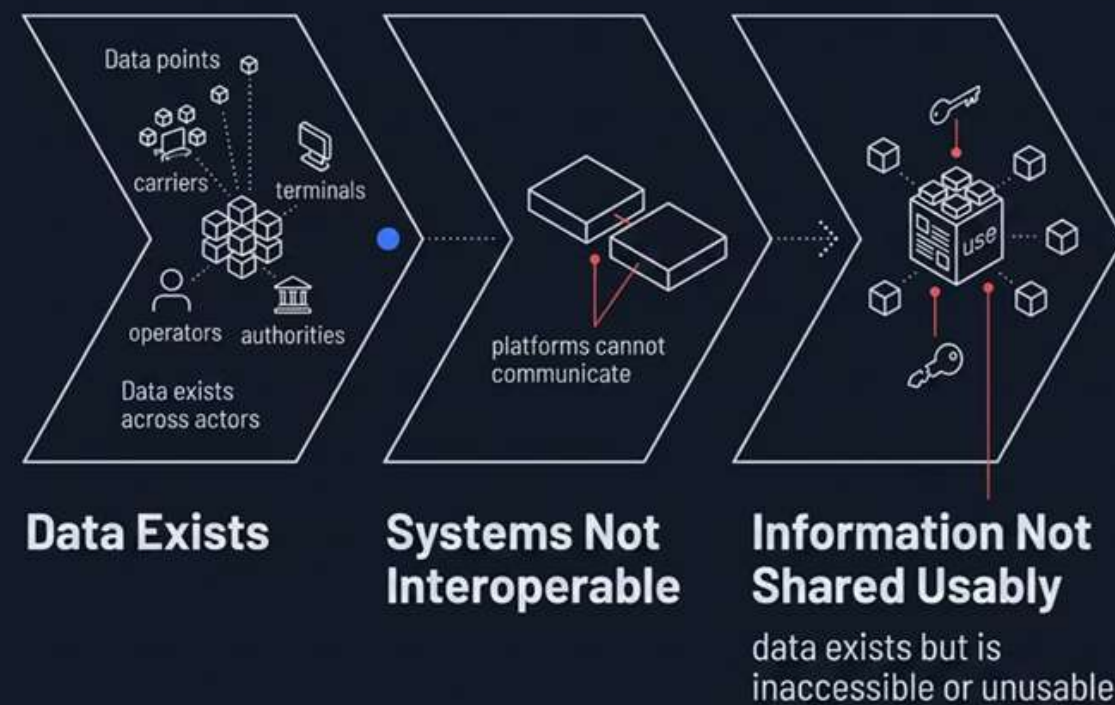 Data points
carriers
terminals
operators
authorities
Data exists
across actors
platforms cannot
communicate
use
Data Exists
Systems Not
Interoperable
Information Not
Shared Usably
data exists but is
inaccessible or unusable